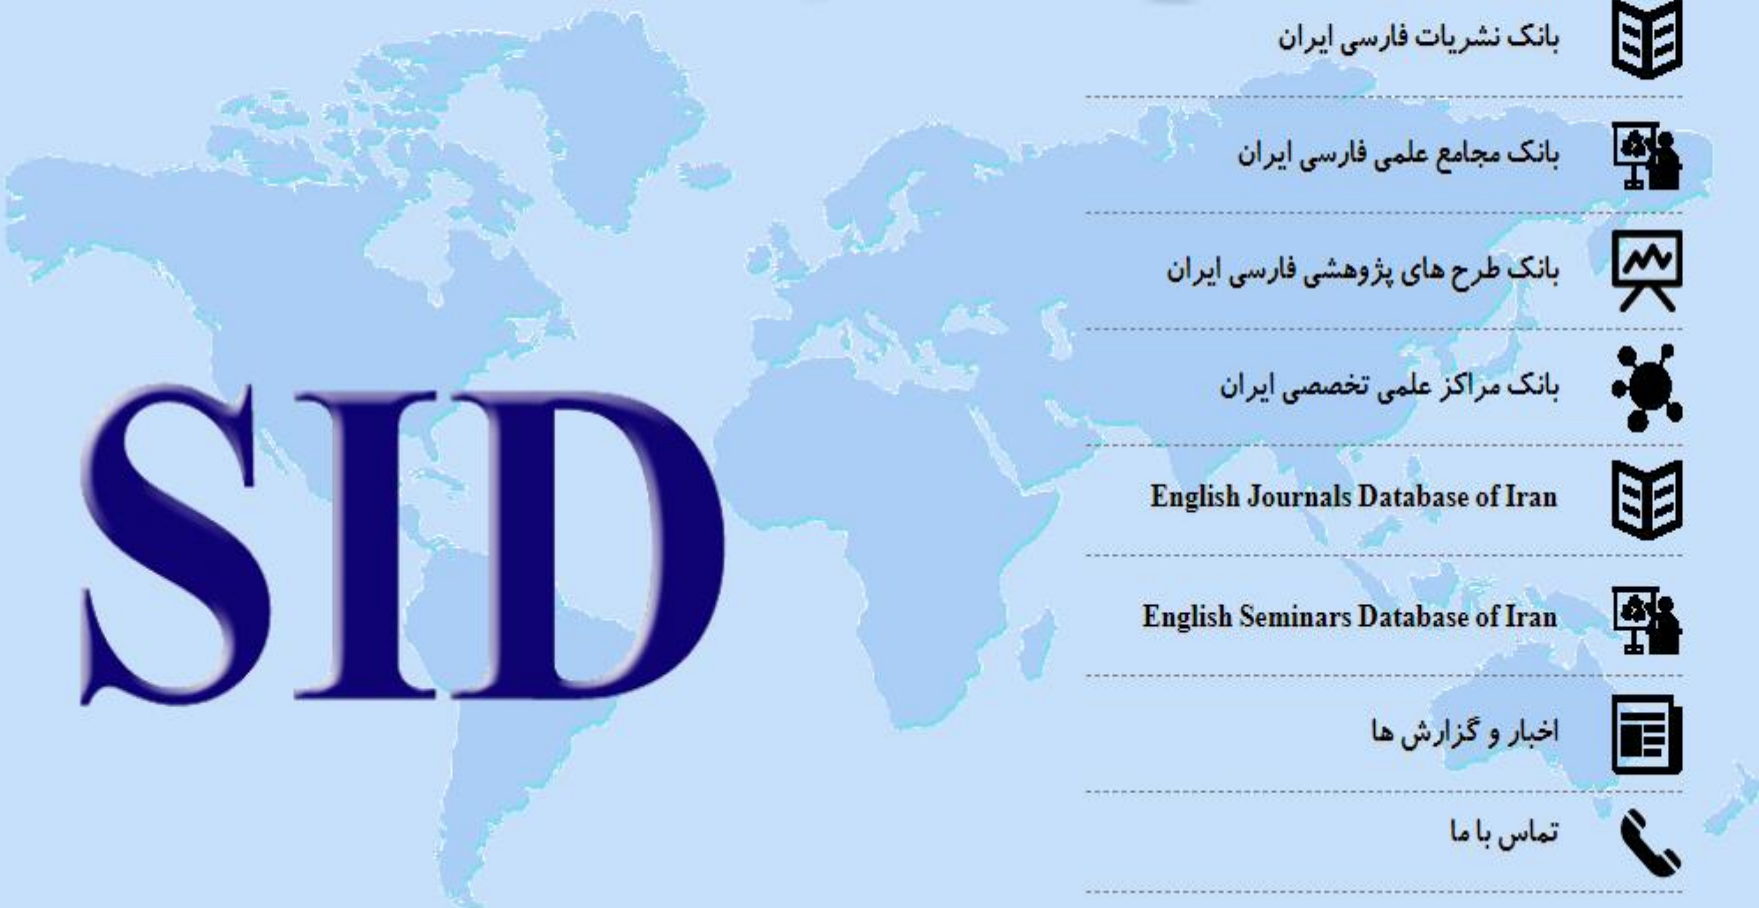 بانک نشریات فارسی ایران
بانک مجامع علمی فارسی ایران
بانک طرح های پژوهشی فارسی ایران
بانک مراکز علمی تخصصی ایران
SID
English Journals Database of Iran
English Seminars Database of Iran
اخبار و گزارش ها
تماس با ما